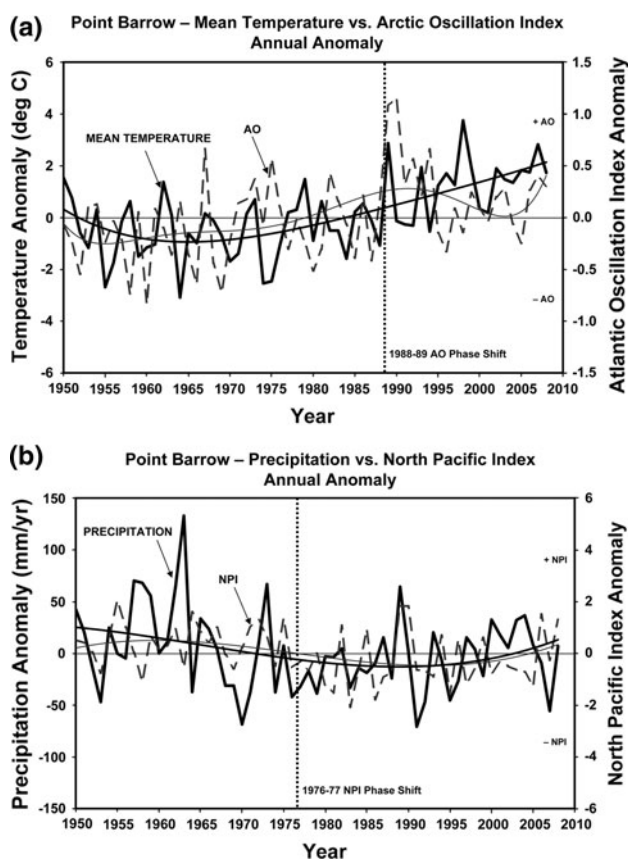 (a)
Point Barrow – Mean Temperature vs. Arctic Oscillation Index
Annual Anomaly
Temperature Anomaly (deg C)
6
4
2
0
-2
-4
-6
MEAN TEMPERATURE
AO
+ AO
– AO
1988-89 AO Phase Shift
1.5
1.0
0.5
0.0
-0.5
-1.0
-1.5
Atlantic Oscillation Index Anomaly
1950 1955 1960 1965 1970 1975 1980 1985 1990 1995 2000 2005 2010
Year
(b)
Point Barrow – Precipitation vs. North Pacific Index
Annual Anomaly
Precipitation Anomaly (mm/yr)
150
100
50
0
-50
-100
-150
PRECIPITATION
NPI
+ NPI
– NPI
1976-77 NPI Phase Shift
6
4
2
0
-2
-4
-6
North Pacific Index Anomaly
1950 1955 1960 1965 1970 1975 1980 1985 1990 1995 2000 2005 2010
Year